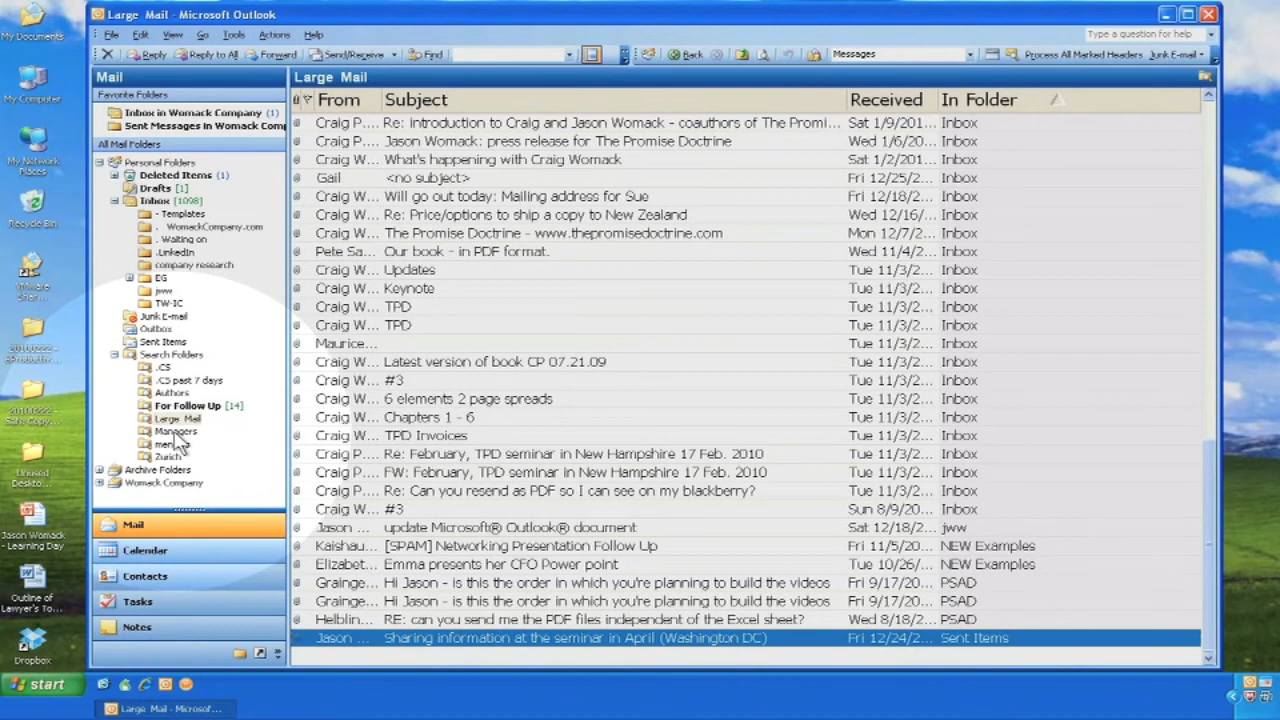 Large Mail - Microsoft Outlook
File Edit View Go Tools Actions Help
Type a question for help
Reply Reply to All Forward Send/Receive Find Back Messages Process All Marked Headers Junk E-mail
Mail
Favorite Folders
Inbox in Womack Company (1)
Sent Messages in Womack Comp
All Mail Folders
Personal Folders
Deleted Items (1)
Drafts [1]
Inbox [1098]
- Templates
. WomackCompany.com
. Waiting on
.LinkedIn
company research
EG
jww
TW-IC
Junk E-mail
Outbox
Sent Items
Search Folders
.CS
.CS past 7 days
Authors
For Follow Up [14]
Large Mail
Managers
Zurich
Archive Folders
Womack Company
Mail
Calendar
Contacts
Tasks
Notes
Large Mail
From Subject Received In Folder
Craig P.... Re: introduction to Craig and Jason Womack - coauthors of The Promi... Sat 1/9/201... Inbox
Craig P.... Jason Womack: press release for The Promise Doctrine Wed 1/6/20... Inbox
Craig W... What's happening with Craig Womack Sat 1/2/201... Inbox
Gail <no subject> Fri 12/25/2... Inbox
Craig W... Will go out today: Mailing address for Sue Fri 12/18/2... Inbox
Craig W... Re: Price/options to ship a copy to New Zealand Wed 12/16/... Inbox
Craig W... The Promise Doctrine - www.thepromisedoctrine.com Mon 12/7/2... Inbox
Pete Sa... Our book - in PDF format. Wed 11/4/2... Inbox
Craig W... Updates Tue 11/3/2... Inbox
Craig W... Keynote Tue 11/3/2... Inbox
Craig W... TPD Tue 11/3/2... Inbox
Craig W... TPD Tue 11/3/2... Inbox
Maurice... Tue 11/3/2... Inbox
Craig W... Latest version of book CP 07.21.09 Tue 11/3/2... Inbox
Craig W... #3 Tue 11/3/2... Inbox
Craig W... 6 elements 2 page spreads Tue 11/3/2... Inbox
Craig W... Chapters 1 - 6 Tue 11/3/2... Inbox
Craig W... TPD Invoices Tue 11/3/2... Inbox
Craig P.... Re: February, TPD seminar in New Hampshire 17 Feb. 2010 Tue 11/3/2... Inbox
Craig W... FW: February, TPD seminar in New Hampshire 17 Feb. 2010 Tue 11/3/2... Inbox
Craig P.... Re: Can you resend as PDF so I can see on my blackberry? Tue 11/3/2... Inbox
Craig W... #3 Sun 8/9/20... Inbox
Jason ... update Microsoft® Outlook® document Sat 12/18/2... jww
Kaishau... [SPAM] Networking Presentation Follow Up Fri 11/5/20... NEW Examples
Elizabet... Emma presents her CFO Power point Tue 10/26/... NEW Examples
Grainge... Hi Jason - is this the order in which you're planning to build the videos Fri 9/17/20... PSAD
Grainge... Hi Jason - is this the order in which you're planning to build the videos Fri 9/17/20... PSAD
Helblin... RE: can you send me the PDF files independent of the Excel sheet? Wed 8/18/2... PSAD
Jason ... Sharing information at the seminar in April (Washington DC) Fri 12/24/2... Sent Items
My Documents
My Computer
My Network
Places
Recycle Bin
VMware
Shar...
20100222 -
20100222 -
Safe Copy...
Unused
Deskto...
Jason Womack
- Learning Day
Outline of
Lawyer's To...
Dropbox
start
Large Mail - Microsof...